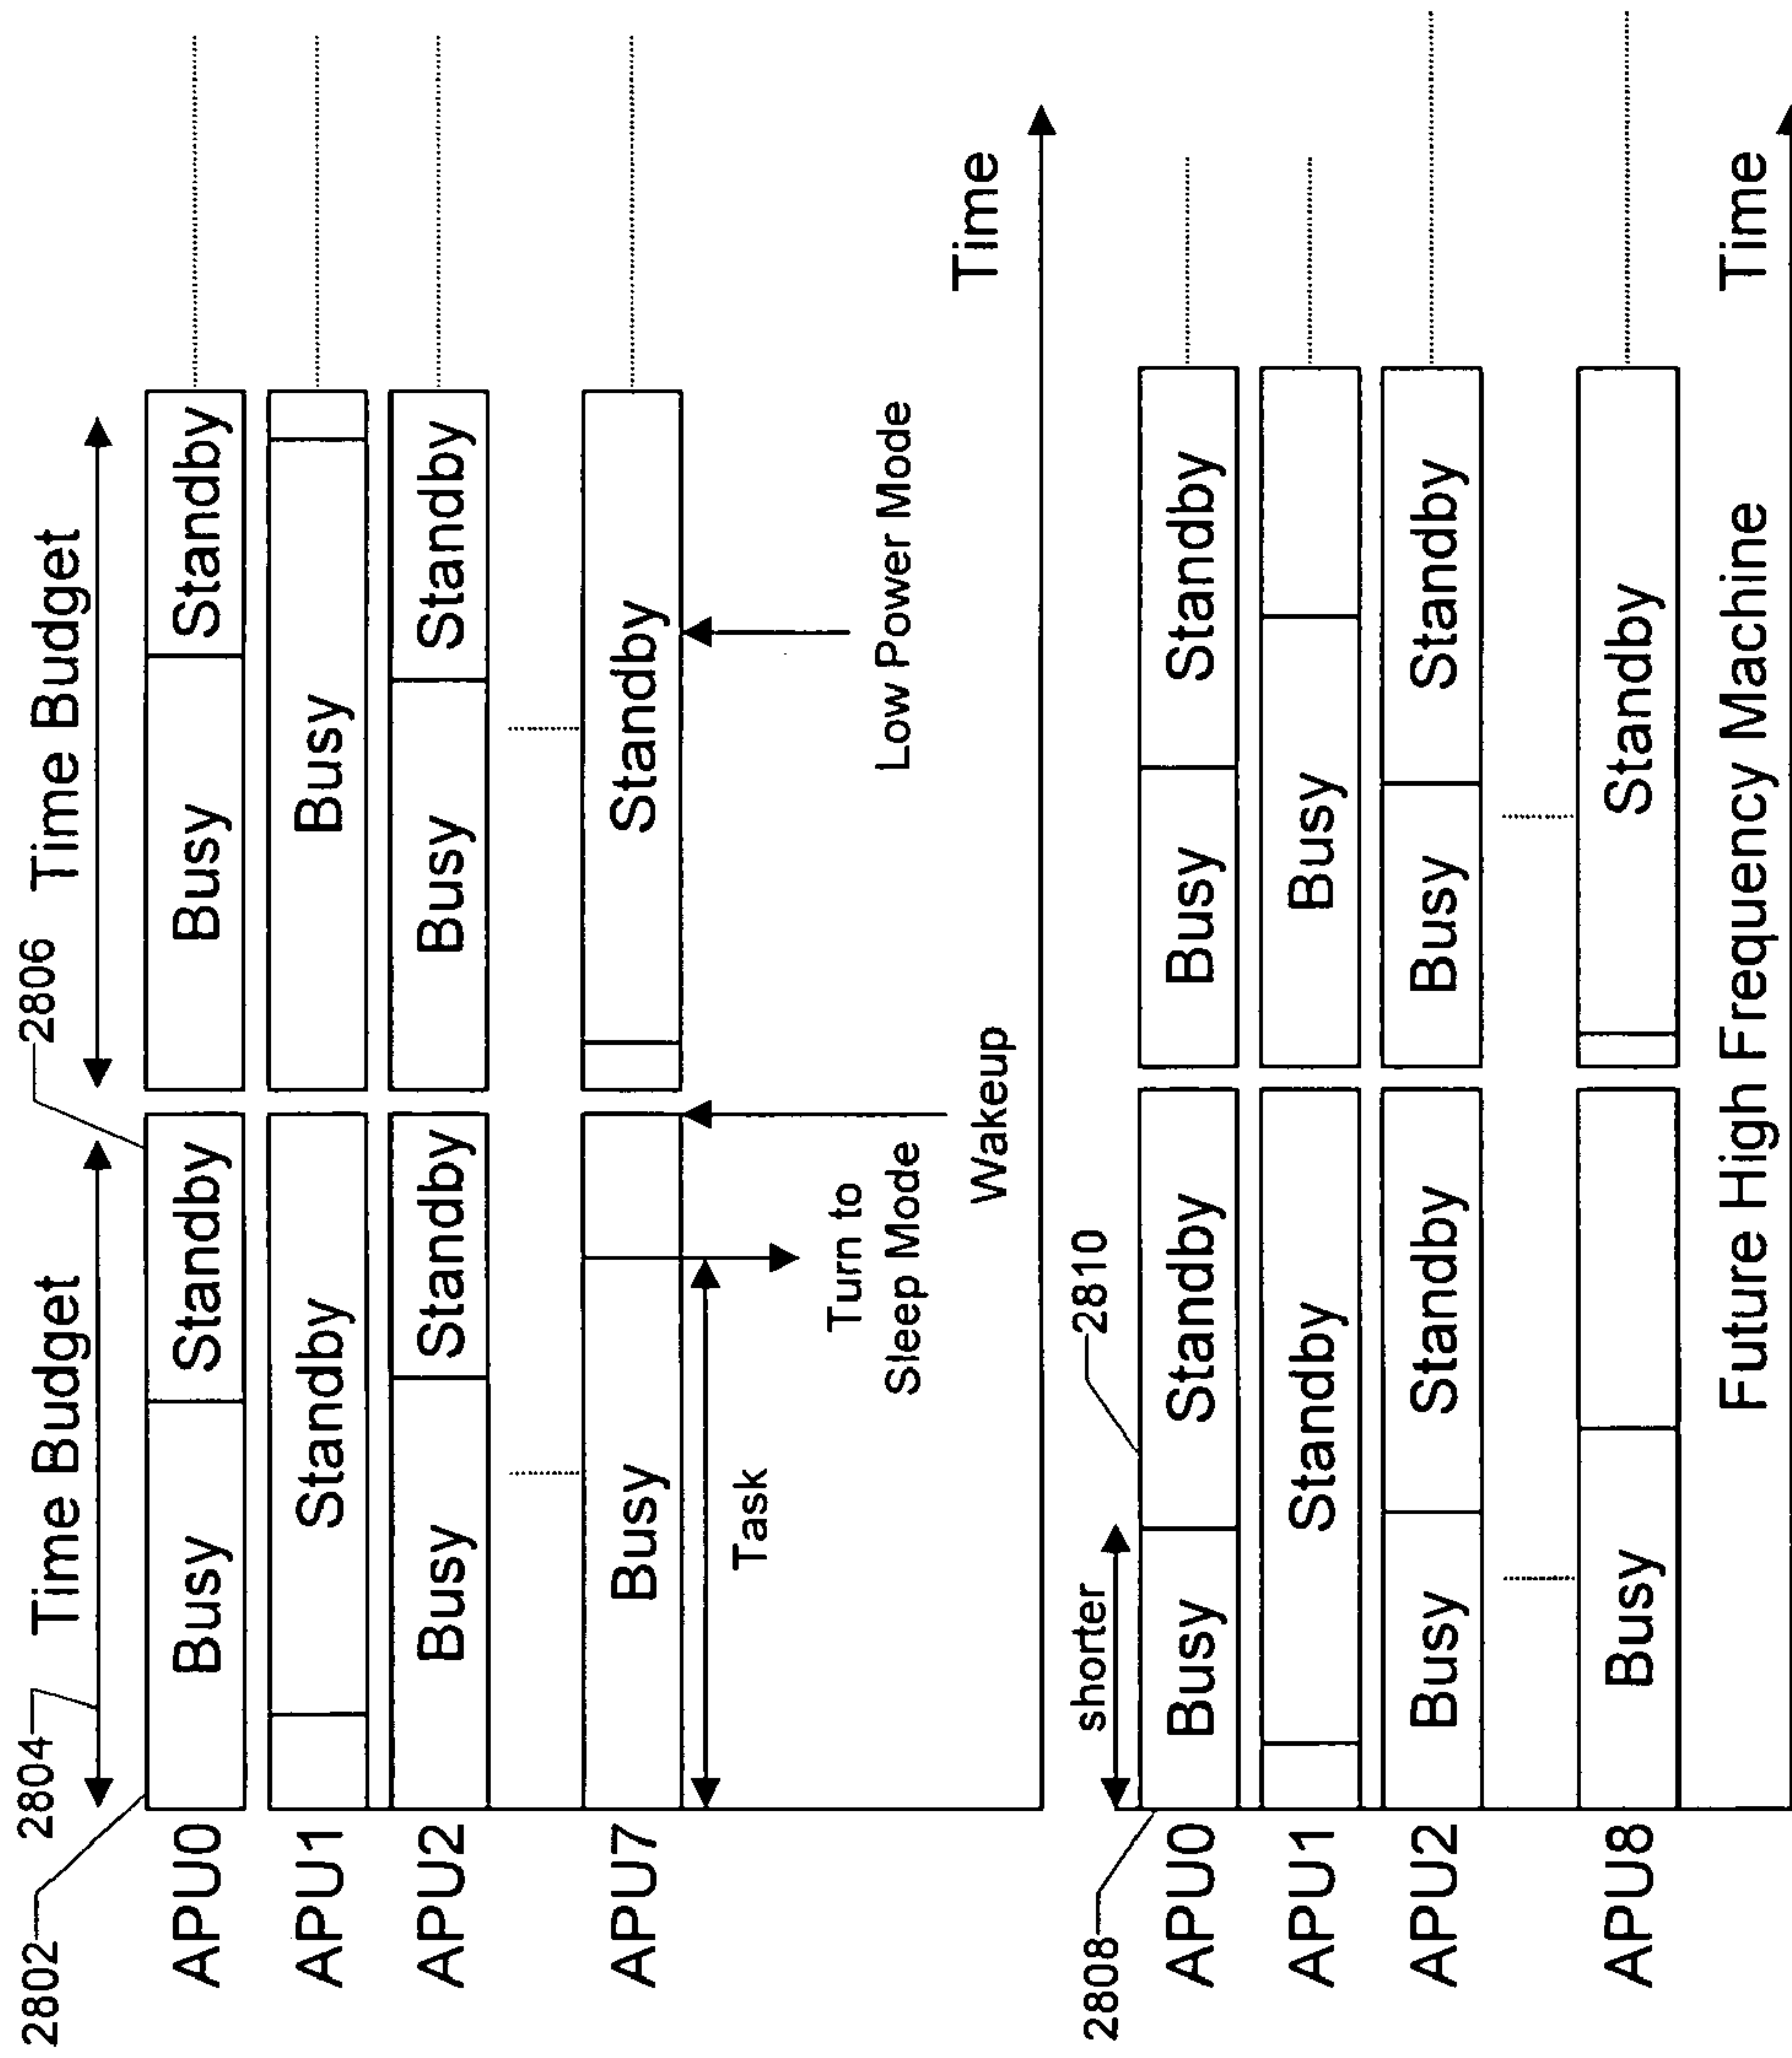 2802
2804
2806
Time Budget
Time Budget
APU0
Busy
Standby
Busy
Standby
APU1
Standby
Busy
APU2
Busy
Standby
Busy
Standby
APU7
Busy
Standby
Task
Turn to
Sleep Mode
Wakeup
Low Power Mode
Time
2808
shorter
2810
APU0
Busy
Standby
Busy
Standby
APU1
Standby
Busy
APU2
Busy
Standby
Busy
Standby
APU8
Busy
Standby
Future High Frequency Machine
Time